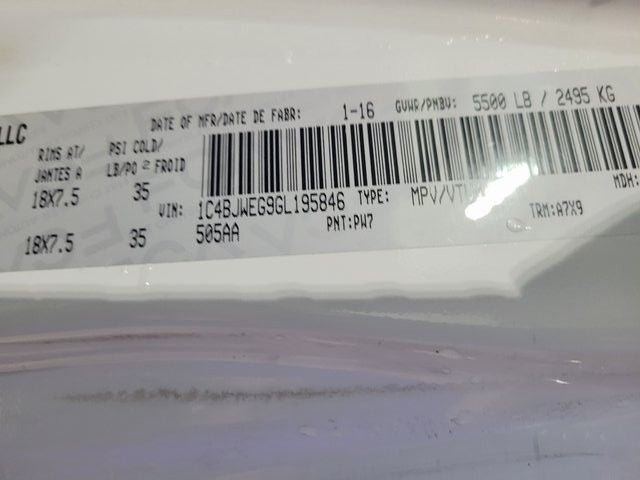 LLC
DATE OF MFR/DATE DE FABR: 1-16 GVWR/PNBV: 5500 LB / 2495 KG
RIMS AT/ PSI COLD/
JANTES A LB/PO² FROID
18X7.5 35
VIN: 1C4BJWEG9GL195846 TYPE: MPV/VTU MDH:
18X7.5 35 505AA PNT:PW7 TRM:A7X9